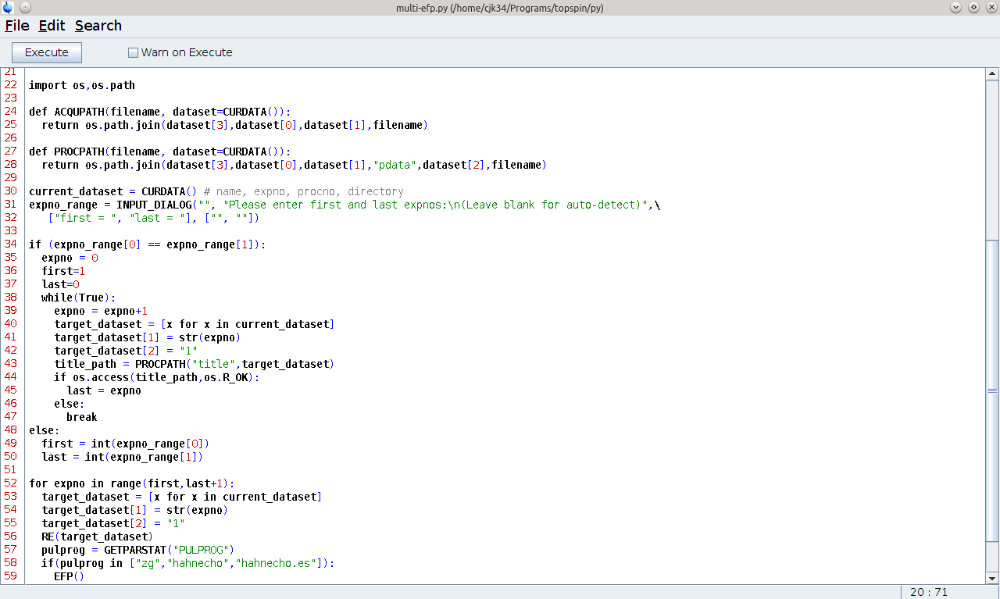 multi-efp.py (/home/cjk34/Programs/topspin/py)
File Edit Search
Execute Warn on Execute
21
22 import os,os.path
23
24 def ACQUPATH(filename, dataset=CURDATA()):
25   return os.path.join(dataset[3],dataset[0],dataset[1],filename)
26
27 def PROCPATH(filename, dataset=CURDATA()):
28   return os.path.join(dataset[3],dataset[0],dataset[1],"pdata",dataset[2],filename)
29
30 current_dataset = CURDATA() # name, expno, procno, directory
31 expno_range = INPUT_DIALOG("", "Please enter first and last expnos:\n(Leave blank for auto-detect)",\
32    ["first = ", "last = "], ["", ""])
33
34 if (expno_range[0] == expno_range[1]):
35   expno = 0
36   first=1
37   last=0
38   while(True):
39     expno = expno+1
40     target_dataset = [x for x in current_dataset]
41     target_dataset[1] = str(expno)
42     target_dataset[2] = "1"
43     title_path = PROCPATH("title",target_dataset)
44     if os.access(title_path,os.R_OK):
45       last = expno
46     else:
47       break
48 else:
49   first = int(expno_range[0])
50   last = int(expno_range[1])
51
52 for expno in range(first,last+1):
53   target_dataset = [x for x in current_dataset]
54   target_dataset[1] = str(expno)
55   target_dataset[2] = "1"
56   RE(target_dataset)
57   pulprog = GETPARSTAT("PULPROG")
58   if(pulprog in ["zg","hahnecho","hahnecho.es"]):
59     EFP()
20 : 71